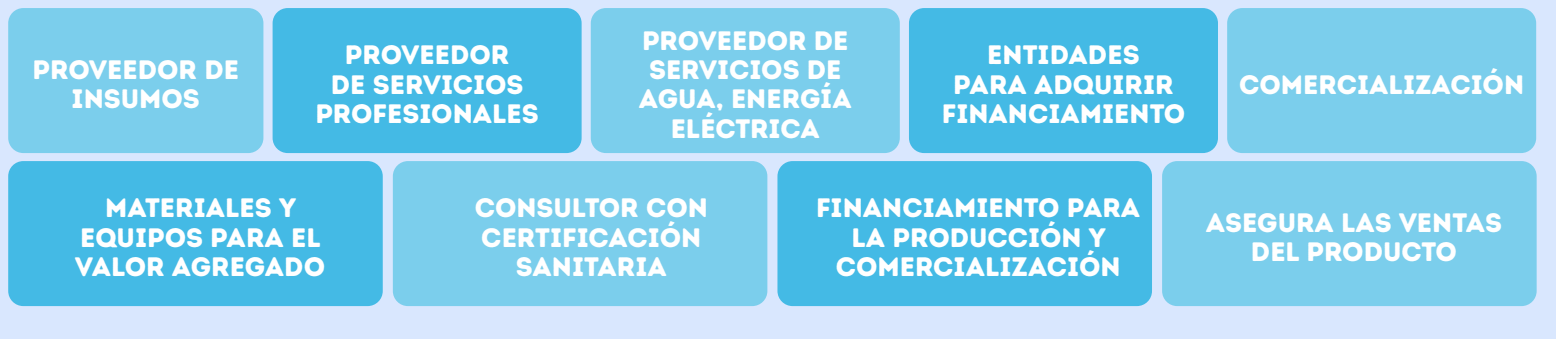 PROVEEDOR DE
INSUMOS
PROVEEDOR
DE SERVICIOS
PROFESIONALES
PROVEEDOR DE
SERVICIOS DE
AGUA, ENERGÍA
ELÉCTRICA
ENTIDADES
PARA ADQUIRIR
FINANCIAMIENTO
COMERCIALIZACIÓN
MATERIALES Y
EQUIPOS PARA EL
VALOR AGREGADO
CONSULTOR CON
CERTIFICACIÓN
SANITARIA
FINANCIAMIENTO PARA
LA PRODUCCIÓN Y
COMERCIALIZACIÓN
ASEGURA LAS VENTAS
DEL PRODUCTO